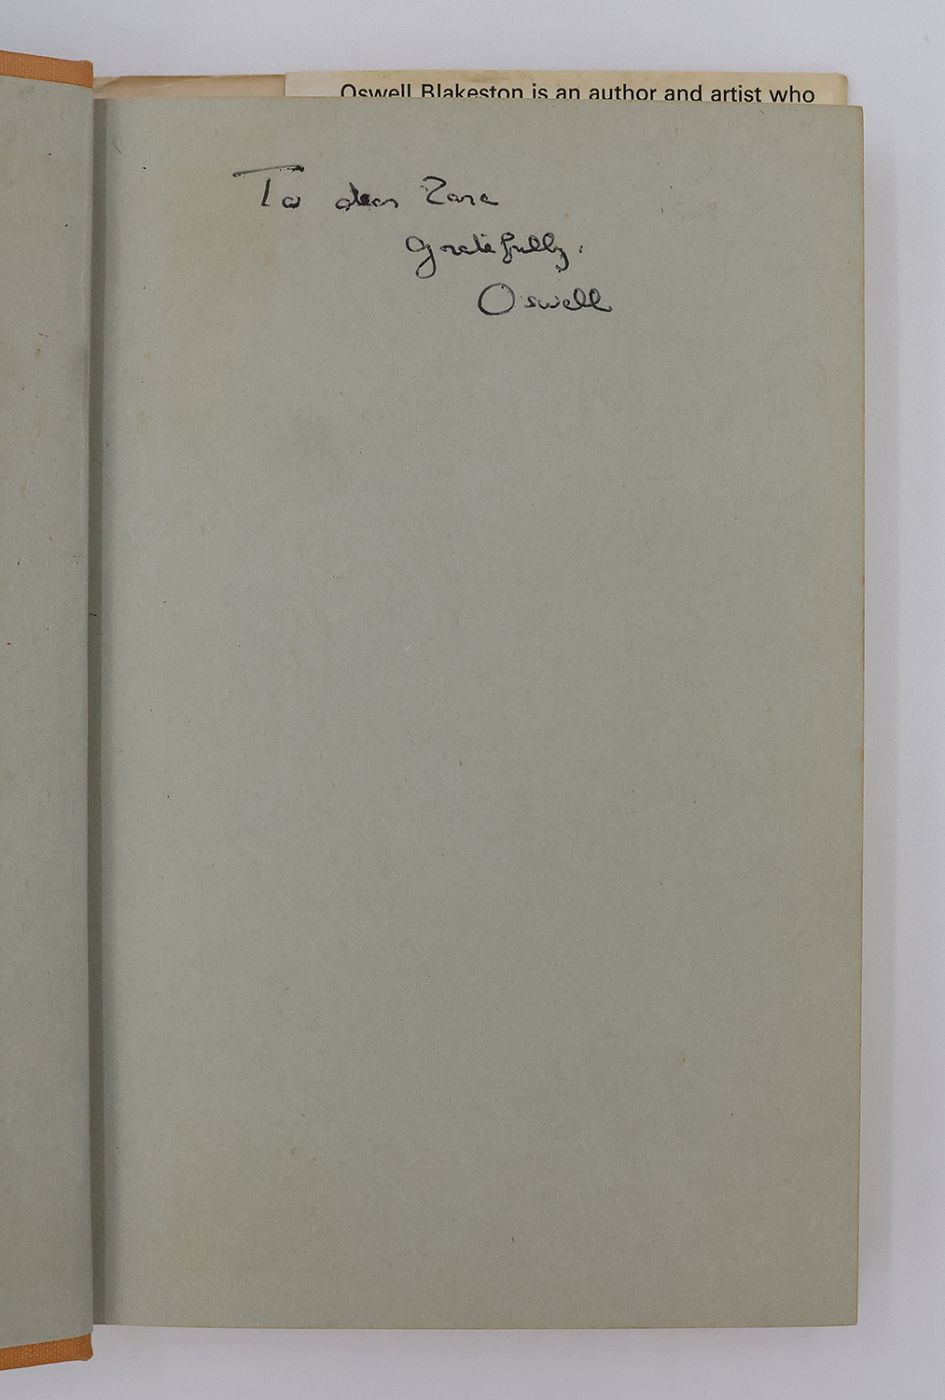 Oswell Blakeston is an author and artist who
To dear Zara
gratefully.
Oswell